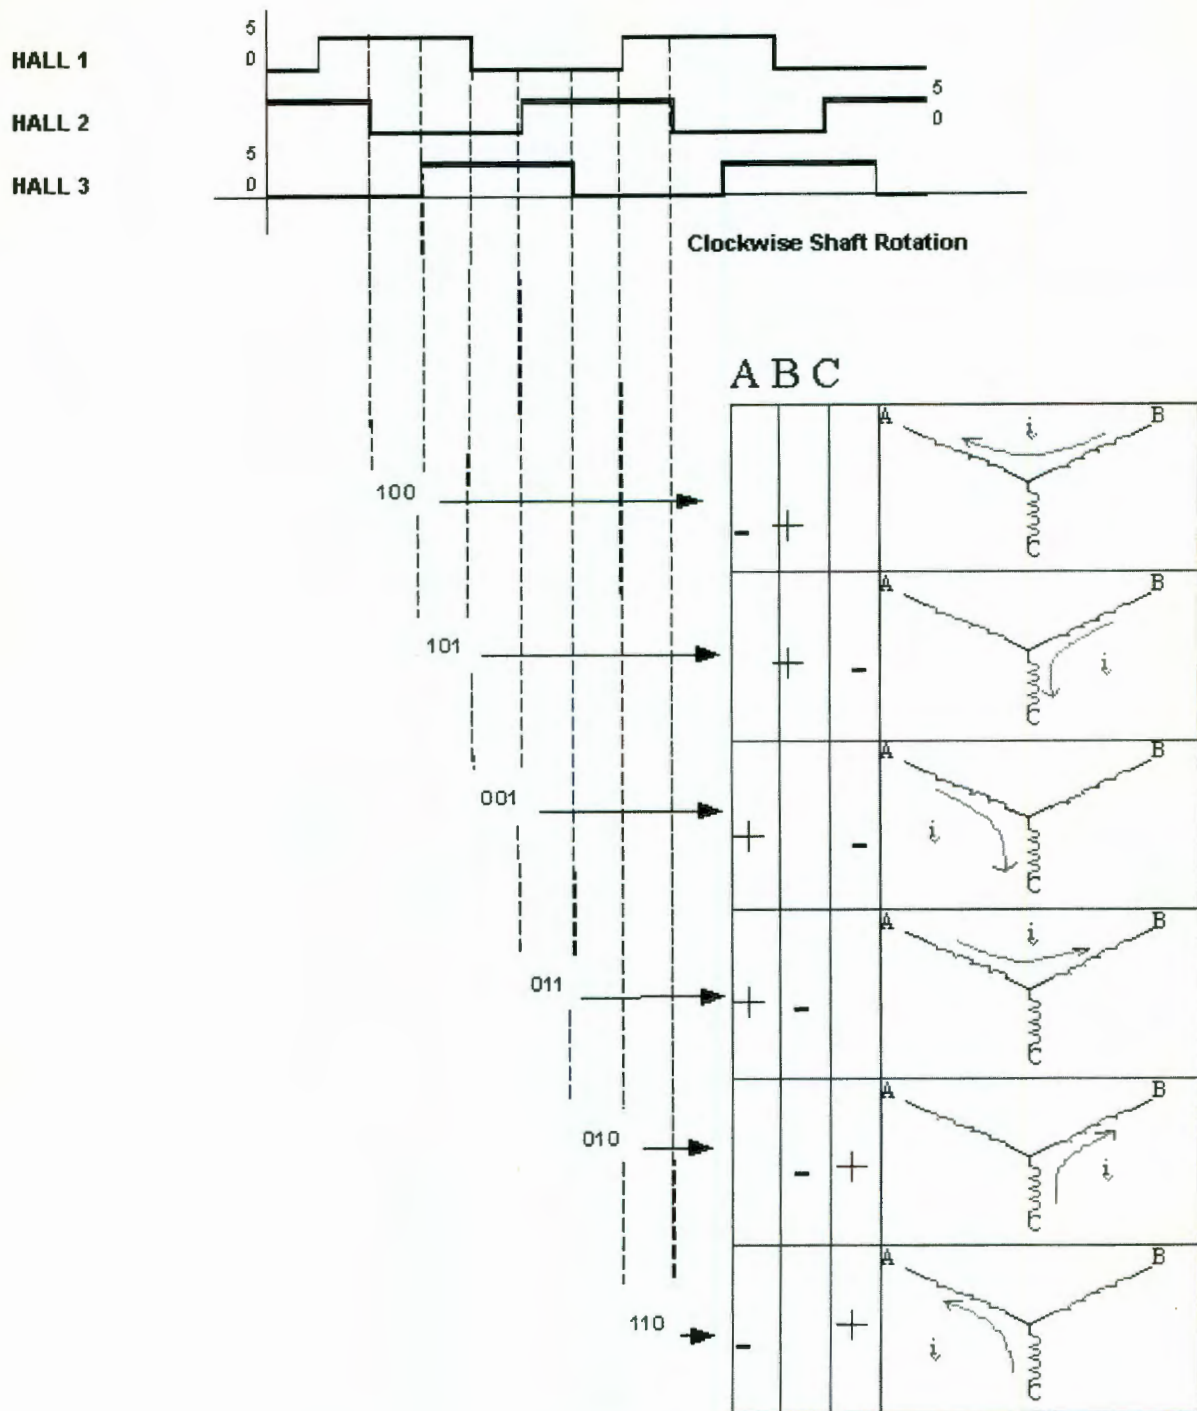 5
HALL 1
0
5
HALL 2
0
5
HALL 3
0
Clockwise Shaft Rotation
A B C
A i B
100
- +
C
A B
101
+ - i
C
A B
001
+ - i
C
A i B
011
+ -
C
A B
010
- + i
C
A B
110
- + i
C